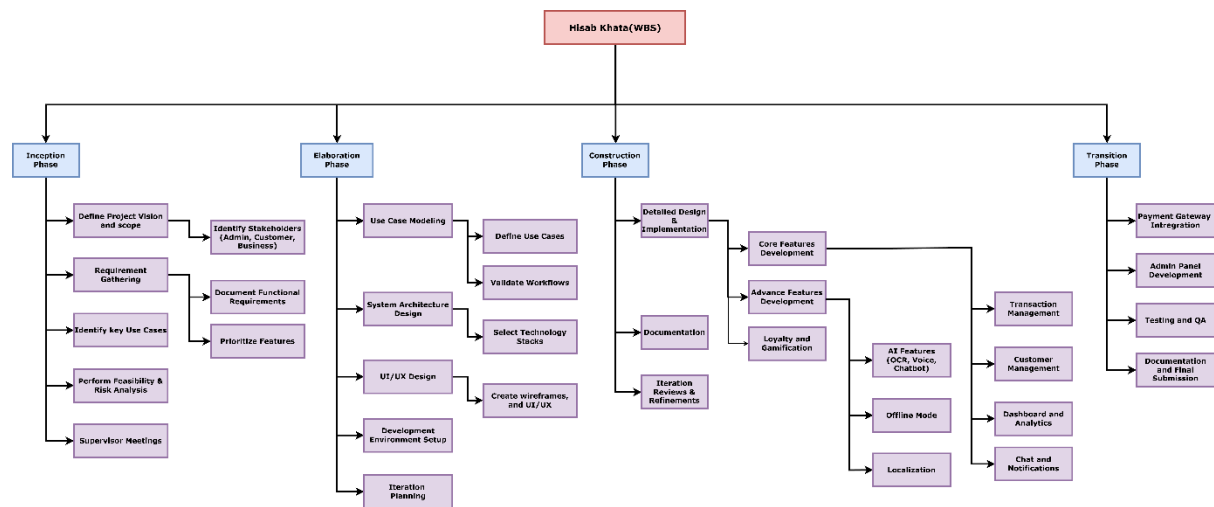 Hisab Khata(WBS)
Inception
Phase
Define Project Vision
and scope
Identify Stakeholders
(Admin, Customer,
Business)
Requirement
Gathering
Document Functional
Requirements
Prioritize Features
Identify key Use Cases
Perform Feasibility &
Risk Analysis
Supervisor Meetings
Elaboration
Phase
Use Case Modeling
Define Use Cases
Validate Workflows
System Architecture
Design
Select Technology
Stacks
UI/UX Design
Create wireframes,
and UI/UX
Development
Environment Setup
Iteration
Planning
Construction
Phase
Detailed Design
&
Implementation
Core Features
Development
Advance Features
Development
Loyalty and
Gamification
Documentation
Iteration
Reviews &
Refinements
AI Features
(OCR, Voice,
Chatbot)
Offline Mode
Localization
Transaction
Management
Customer
Management
Dashboard and
Analytics
Chat and
Notifications
Transition
Phase
Payment Gateway
Intregration
Admin Panel
Development
Testing and QA
Documentation
and Final
Submission